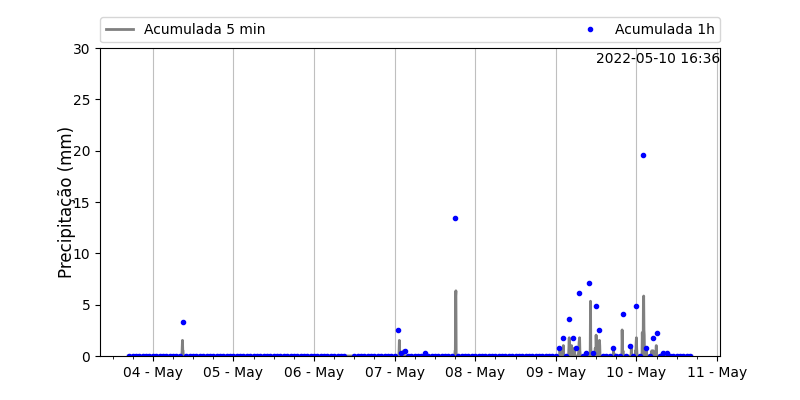 Acumulada 5 min
Acumulada 1h
2022-05-10 16:36
Precipitação (mm)
30
25
20
15
10
5
0
04 - May
05 - May
06 - May
07 - May
08 - May
09 - May
10 - May
11 - May